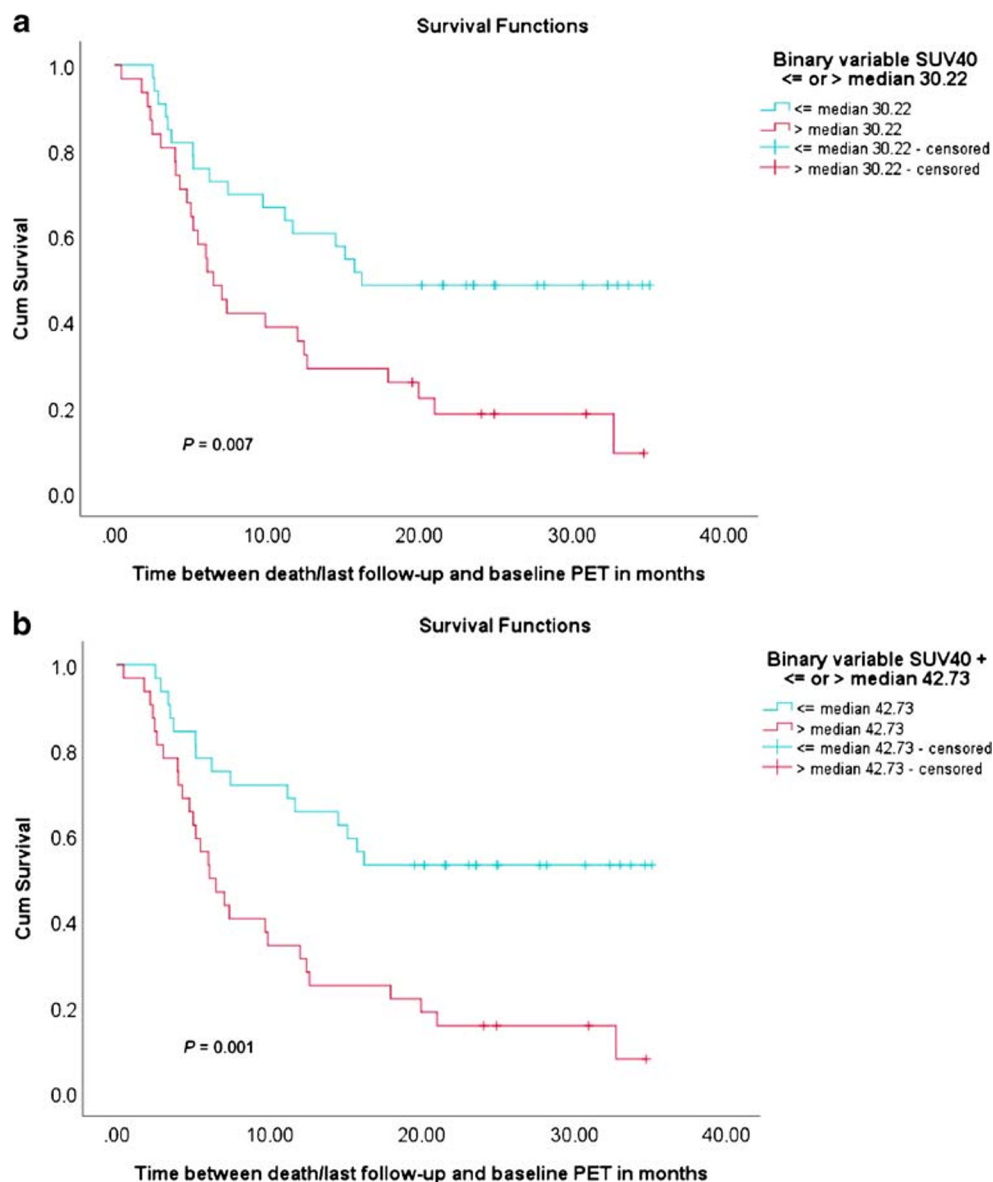 a
Survival Functions
Binary variable SUV40
<= or > median 30.22
<= median 30.22
> median 30.22
<= median 30.22 - censored
> median 30.22 - censored
Cum Survival
1.0
0.8
0.6
0.4
0.2
0.0
P = 0.007
.00 10.00 20.00 30.00 40.00
Time between death/last follow-up and baseline PET in months
b
Survival Functions
Binary variable SUV40 +
<= or > median 42.73
<= median 42.73
> median 42.73
<= median 42.73 - censored
> median 42.73 - censored
Cum Survival
1.0
0.8
0.6
0.4
0.2
0.0
P = 0.001
.00 10.00 20.00 30.00 40.00
Time between death/last follow-up and baseline PET in months